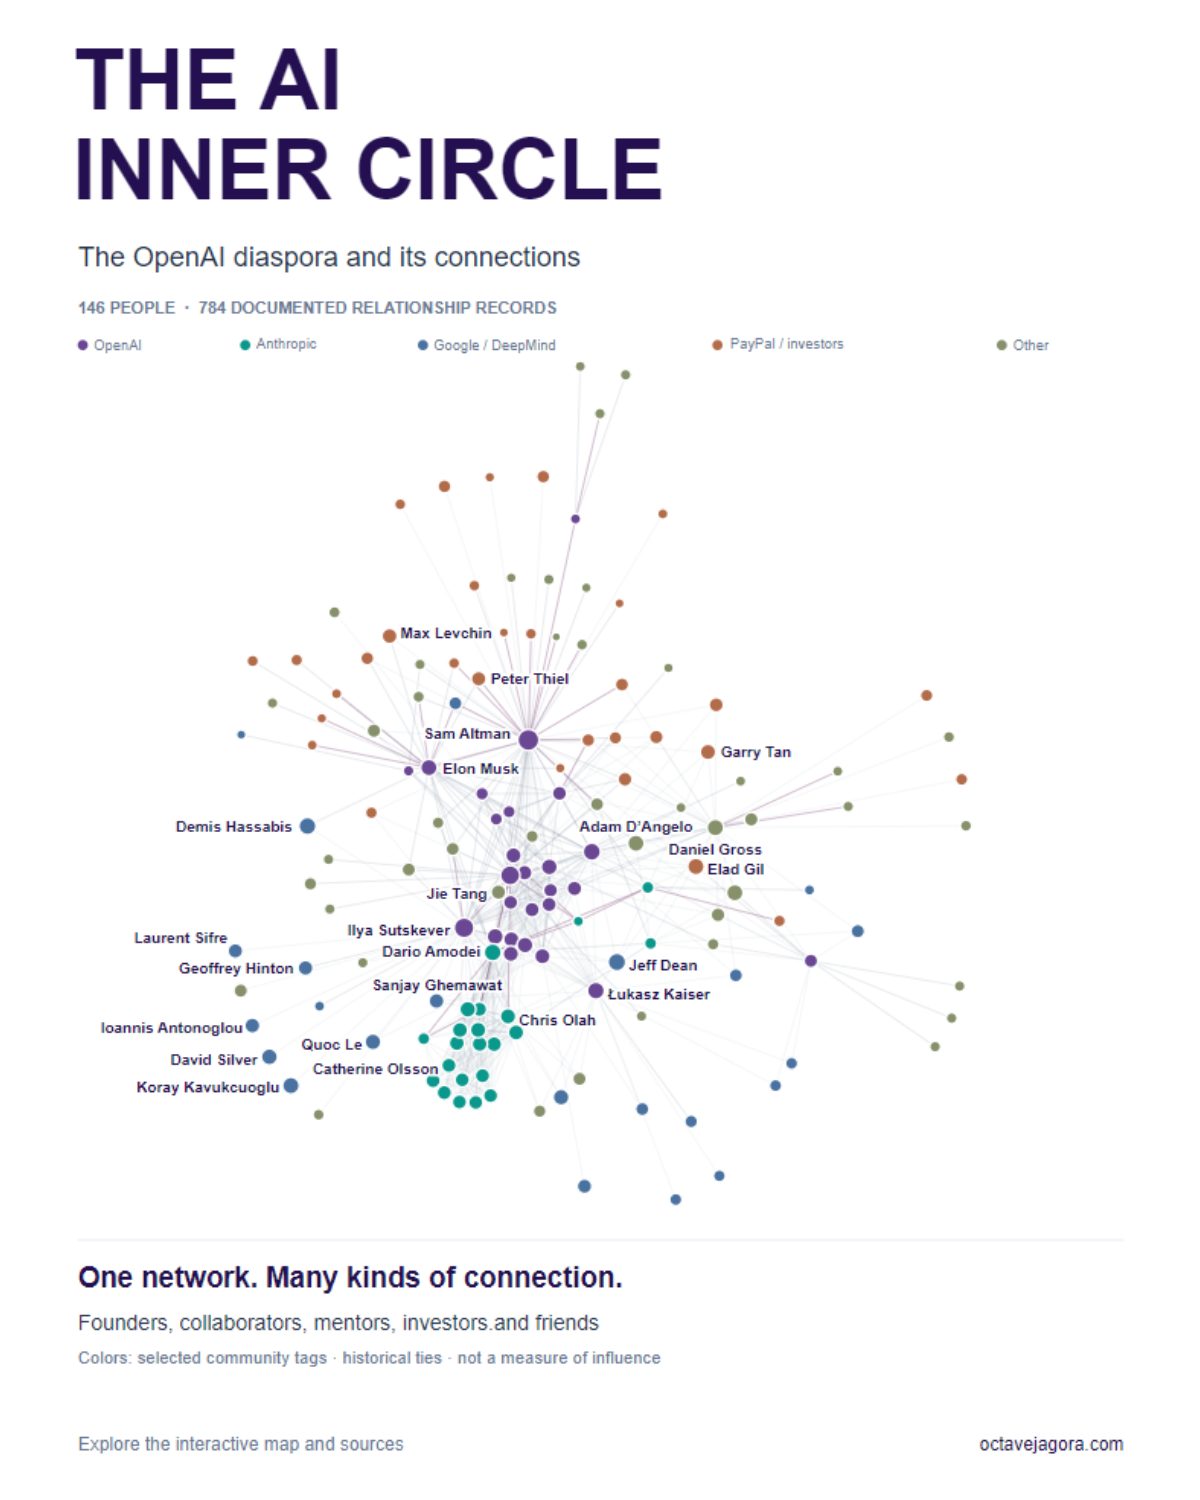 THE AI
INNER CIRCLE
The OpenAI diaspora and its connections
146 PEOPLE · 784 DOCUMENTED RELATIONSHIP RECORDS
OpenAI Anthropic Google / DeepMind PayPal / investors Other
Max Levchin
Peter Thiel
Sam Altman
Garry Tan
Elon Musk
Demis Hassabis
Adam D'Angelo
Daniel Gross
Elad Gil
Jie Tang
Ilya Sutskever
Laurent Sifre
Dario Amodei
Geoffrey Hinton
Jeff Dean
Sanjay Ghemawat
Łukasz Kaiser
Chris Olah
Ioannis Antonoglou
Quoc Le
David Silver
Catherine Olsson
Koray Kavukcuoglu
One network. Many kinds of connection.
Founders, collaborators, mentors, investors.and friends
Colors: selected community tags · historical ties · not a measure of influence
Explore the interactive map and sources
octavejagora.com